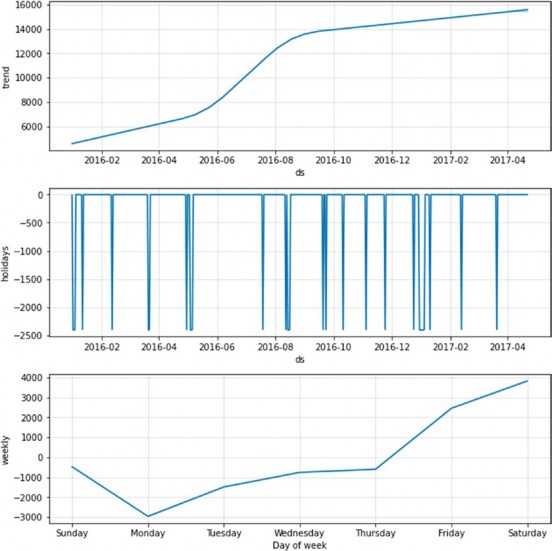 16000
14000
12000
10000
8000
6000
trend
2016-02 2016-04 2016-06 2016-08 2016-10 2016-12 2017-02 2017-04
ds
0
−500
−1000
−1500
−2000
−2500
holidays
2016-02 2016-04 2016-06 2016-08 2016-10 2016-12 2017-02 2017-04
ds
4000
3000
2000
1000
0
−1000
−2000
−3000
weekly
Sunday Monday Tuesday Wednesday Thursday Friday Saturday
Day of week